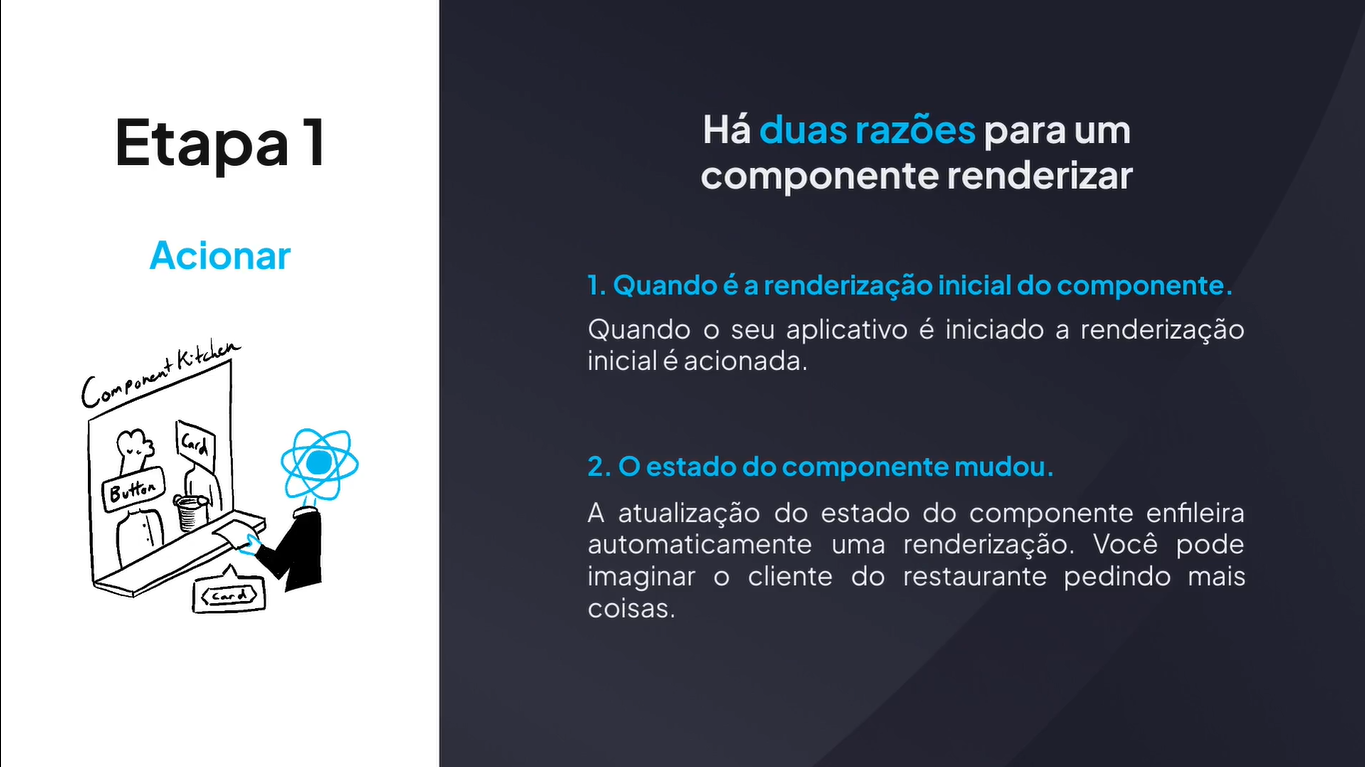 Etapa 1
Acionar
Component Kitchen
Card
Button
<Card>
Há duas razões para um
componente renderizar
1. Quando é a renderização inicial do componente.
Quando o seu aplicativo é iniciado a renderização
inicial é acionada.
2. O estado do componente mudou.
A atualização do estado do componente enfileira
automaticamente uma renderização. Você pode
imaginar o cliente do restaurante pedindo mais
coisas.